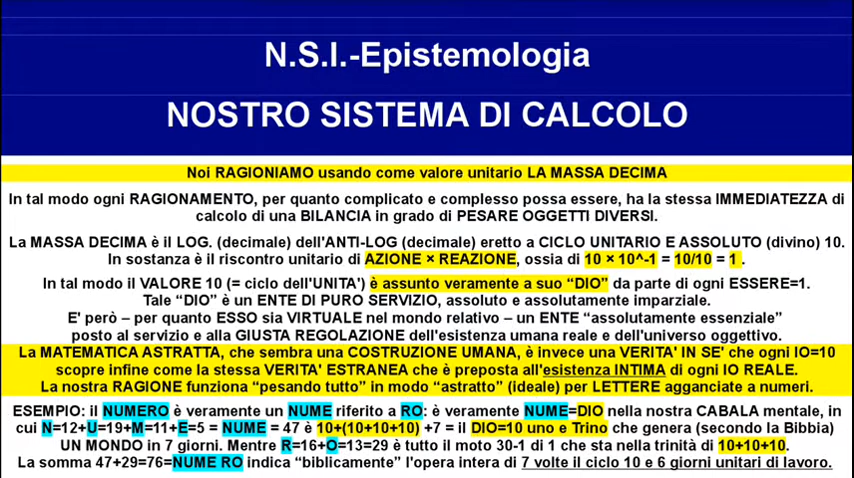 N.S.I.-Epistemologia
NOSTRO SISTEMA DI CALCOLO
Noi RAGIONIAMO usando come valore unitario LA MASSA DECIMA
In tal modo ogni RAGIONAMENTO, per quanto complicato e complesso possa essere, ha la stessa IMMEDIATEZZA di
calcolo di una BILANCIA in grado di PESARE OGGETTI DIVERSI.
La MASSA DECIMA è il LOG. (decimale) dell'ANTI-LOG (decimale) eretto a CICLO UNITARIO E ASSOLUTO (divino) 10.
In sostanza è il riscontro unitario di AZIONE × REAZIONE, ossia di 10 × 10^-1 = 10/10 = 1 .
In tal modo il VALORE 10 (= ciclo dell'UNITA') è assunto veramente a suo “DIO” da parte di ogni ESSERE=1.
Tale “DIO” è un ENTE DI PURO SERVIZIO, assoluto e assolutamente imparziale.
E' però – per quanto ESSO sia VIRTUALE nel mondo relativo – un ENTE “assolutamente essenziale”
posto al servizio e alla GIUSTA REGOLAZIONE dell'esistenza umana reale e dell'universo oggettivo.
La MATEMATICA ASTRATTA, che sembra una COSTRUZIONE UMANA, è invece una VERITA' IN SE' che ogni IO=10
scopre infine come la stessa VERITA' ESTRANEA che è preposta all'esistenza INTIMA di ogni IO REALE.
La nostra RAGIONE funziona “pesando tutto” in modo “astratto” (ideale) per LETTERE agganciate a numeri.
ESEMPIO: il NUMERO è veramente un NUME riferito a RO: è veramente NUME=DIO nella nostra CABALA mentale, in
cui N=12+U=19+M=11+E=5 = NUME = 47 è 10+(10+10+10) +7 = il DIO=10 uno e Trino che genera (secondo la Bibbia)
UN MONDO in 7 giorni. Mentre R=16+O=13=29 è tutto il moto 30-1 di 1 che sta nella trinità di 10+10+10.
La somma 47+29=76=NUME RO indica “biblicamente” l'opera intera di 7 volte il ciclo 10 e 6 giorni unitari di lavoro.